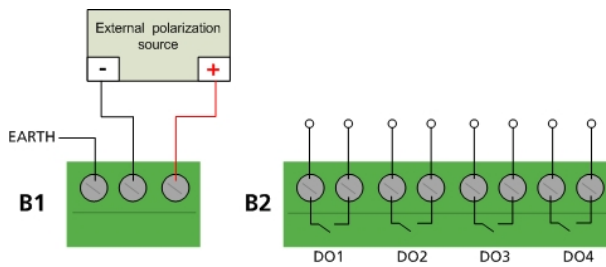 External polarization
source
- +
EARTH
B1
B2
DO1 DO2 DO3 DO4